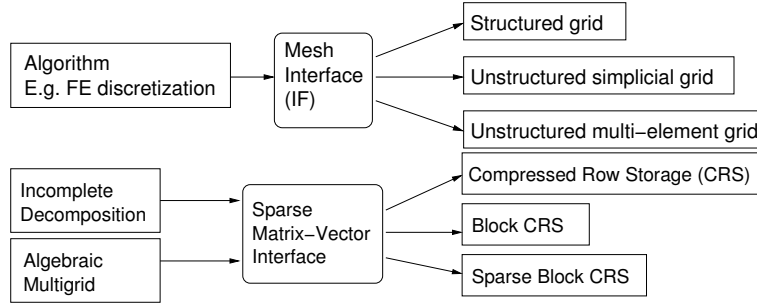 Algorithm
E.g. FE discretization
Mesh
Interface
(IF)
Structured grid
Unstructured simplicial grid
Unstructured multi−element grid
Incomplete
Decomposition
Algebraic
Multigrid
Sparse
Matrix−Vector
Interface
Compressed Row Storage (CRS)
Block CRS
Sparse Block CRS